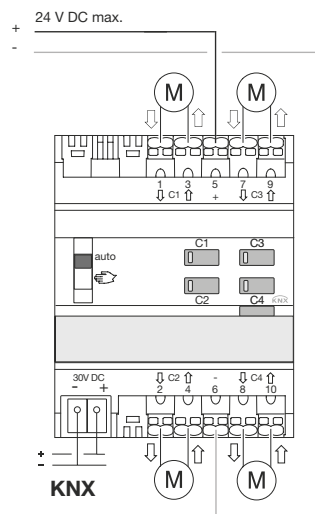 24 V DC max.
+
-
M M
1 3 5 7 9
C1 + C3
C1 C3
auto
C2 C4 KNX
30V DC
- +
C2 - C4
2 4 6 8 10
+
-
M M
KNX